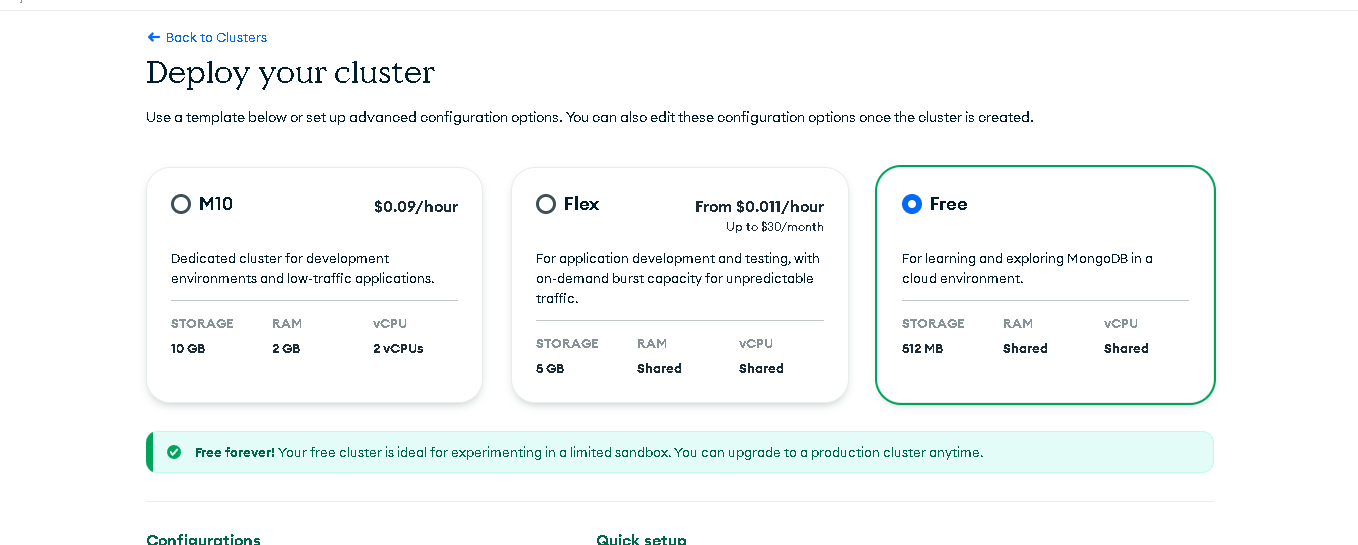 Back to Clusters
Deploy your cluster
Use a template below or set up advanced configuration options. You can also edit these configuration options once the cluster is created.
M10
$0.09/hour
Dedicated cluster for development
environments and low-traffic applications.
STORAGE RAM vCPU
10 GB 2 GB 2 vCPUs
Flex
From $0.011/hour
Up to $30/month
For application development and testing, with
on-demand burst capacity for unpredictable
traffic.
STORAGE RAM vCPU
5 GB Shared Shared
Free
For learning and exploring MongoDB in a
cloud environment.
STORAGE RAM vCPU
512 MB Shared Shared
Free forever! Your free cluster is ideal for experimenting in a limited sandbox. You can upgrade to a production cluster anytime.
Configurations
Quick setup